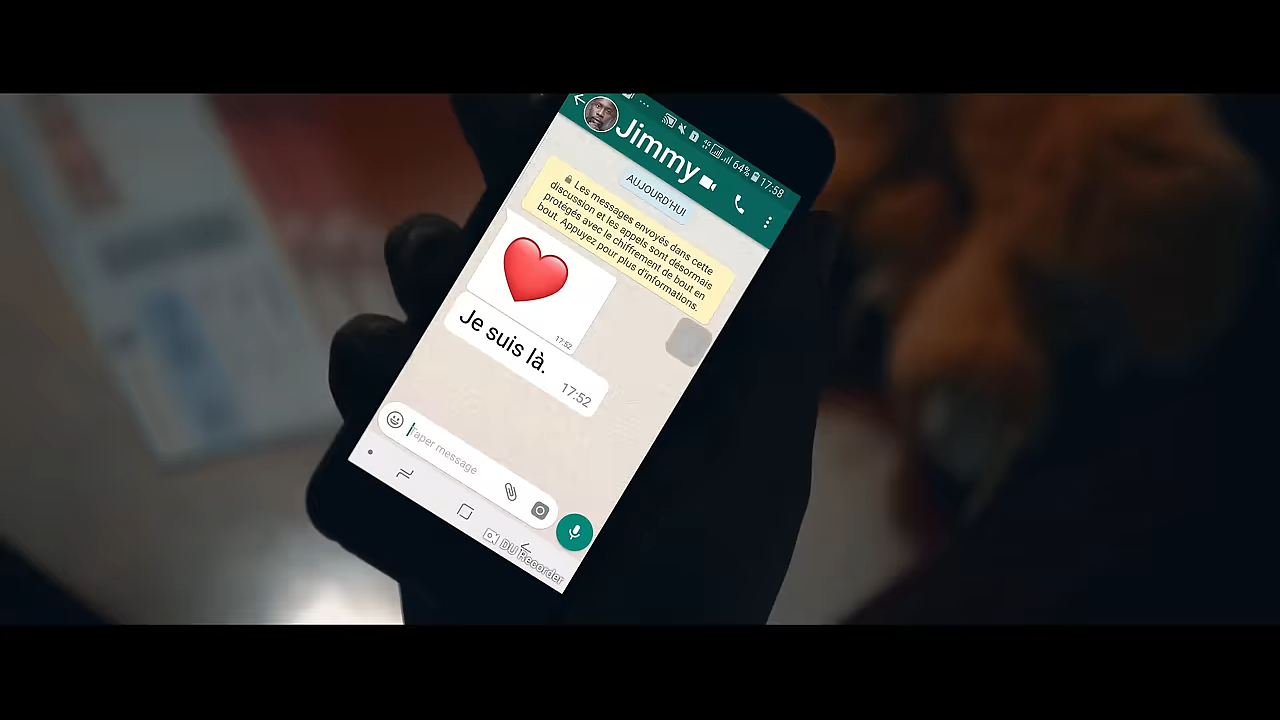 64% 17:58
Jimmy
AUJOURD'HUI
Les messages envoyés dans cette
discussion et les appels sont désormais
protégés avec le chiffrement de bout en
bout. Appuyez pour plus d'informations.
17:52
Je suis là.
17:52
Taper message
DU Recorder